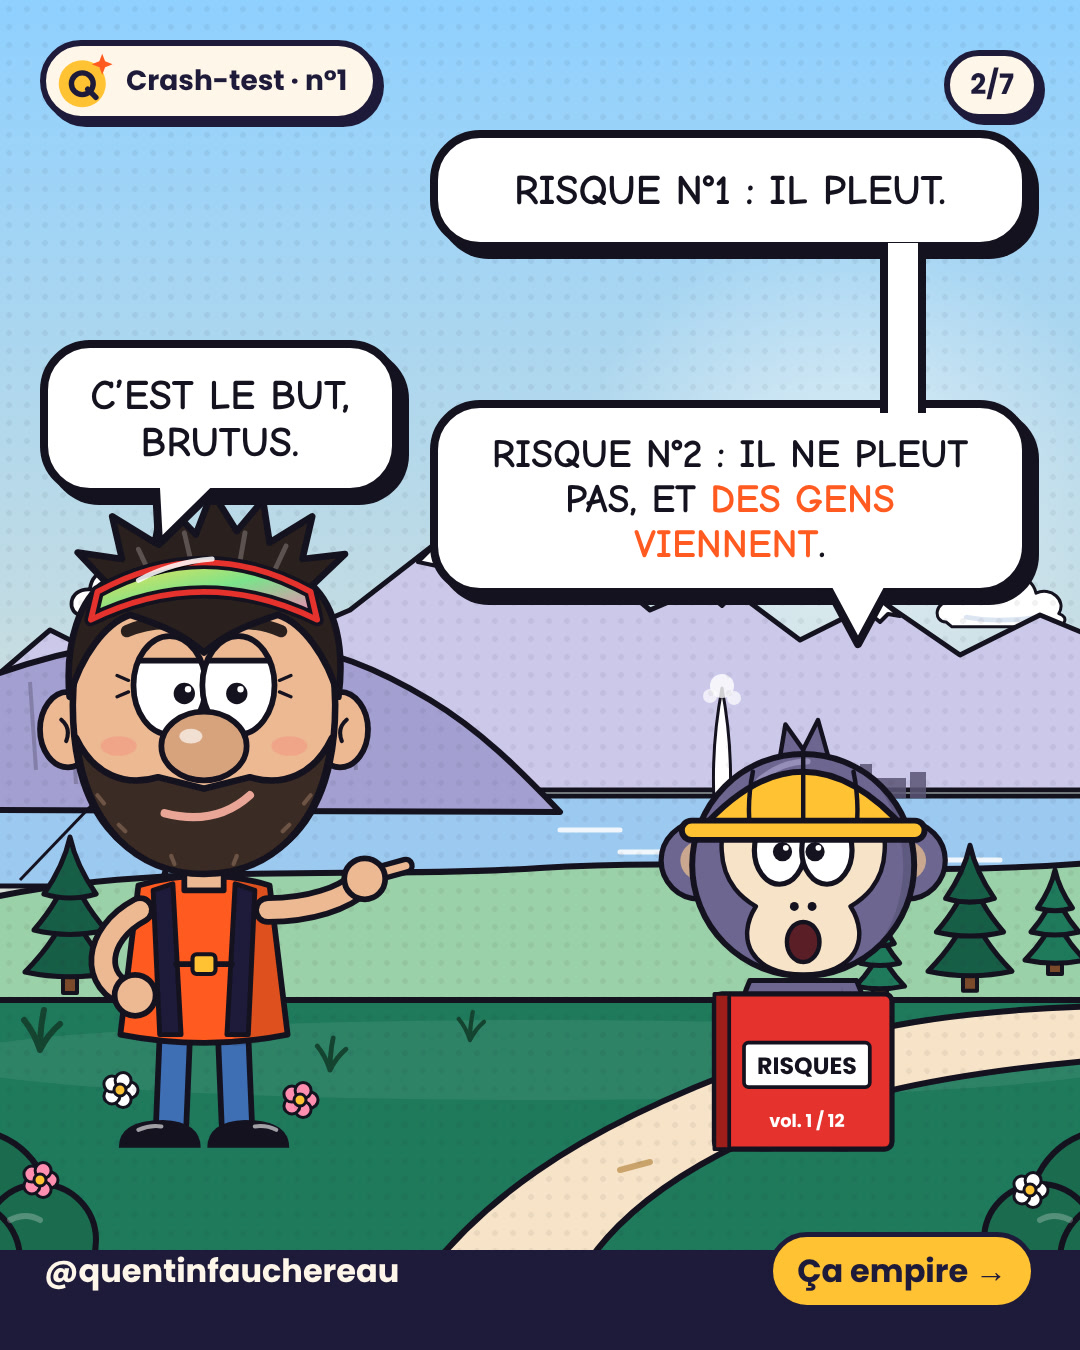 Q
Crash-test · n°1
2/7
RISQUE N°1 : IL PLEUT.
C'EST LE BUT,
BRUTUS.
RISQUE N°2 : IL NE PLEUT
PAS, ET DES GENS
VIENNENT.
RISQUES
vol. 1 / 12
@quentinfauchereau
Ça empire →